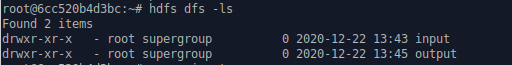 root@6cc520b4d3bc:~# hdfs dfs -ls
Found 2 items
drwxr-xr-x   - root supergroup          0 2020-12-22 13:43 input
drwxr-xr-x   - root supergroup          0 2020-12-22 13:45 output